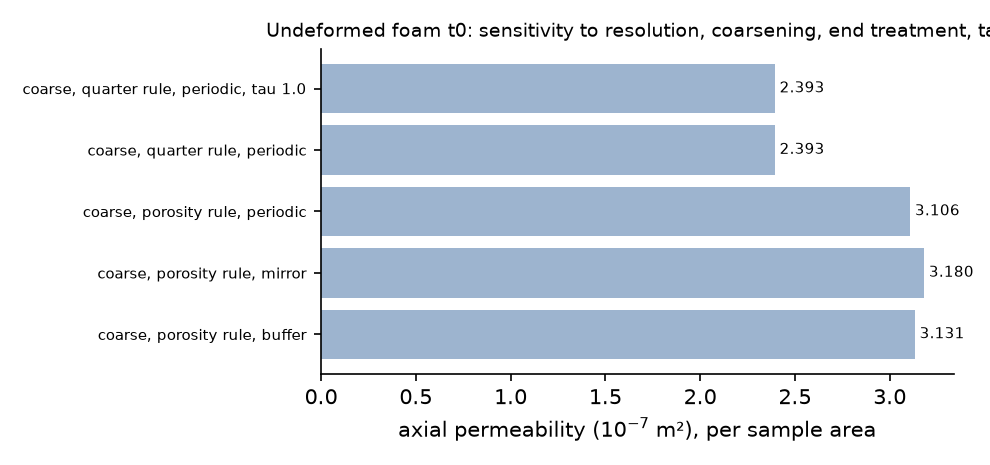 Undeformed foam t0: sensitivity to resolution, coarsening, end treatment,
coarse, quarter rule, periodic, tau 1.0
2.393
coarse, quarter rule, periodic
2.393
coarse, porosity rule, periodic
3.106
coarse, porosity rule, mirror
3.180
coarse, porosity rule, buffer
3.131
0.0 0.5 1.0 1.5 2.0 2.5 3.0
axial permeability (10⁻⁷ m²), per sample area